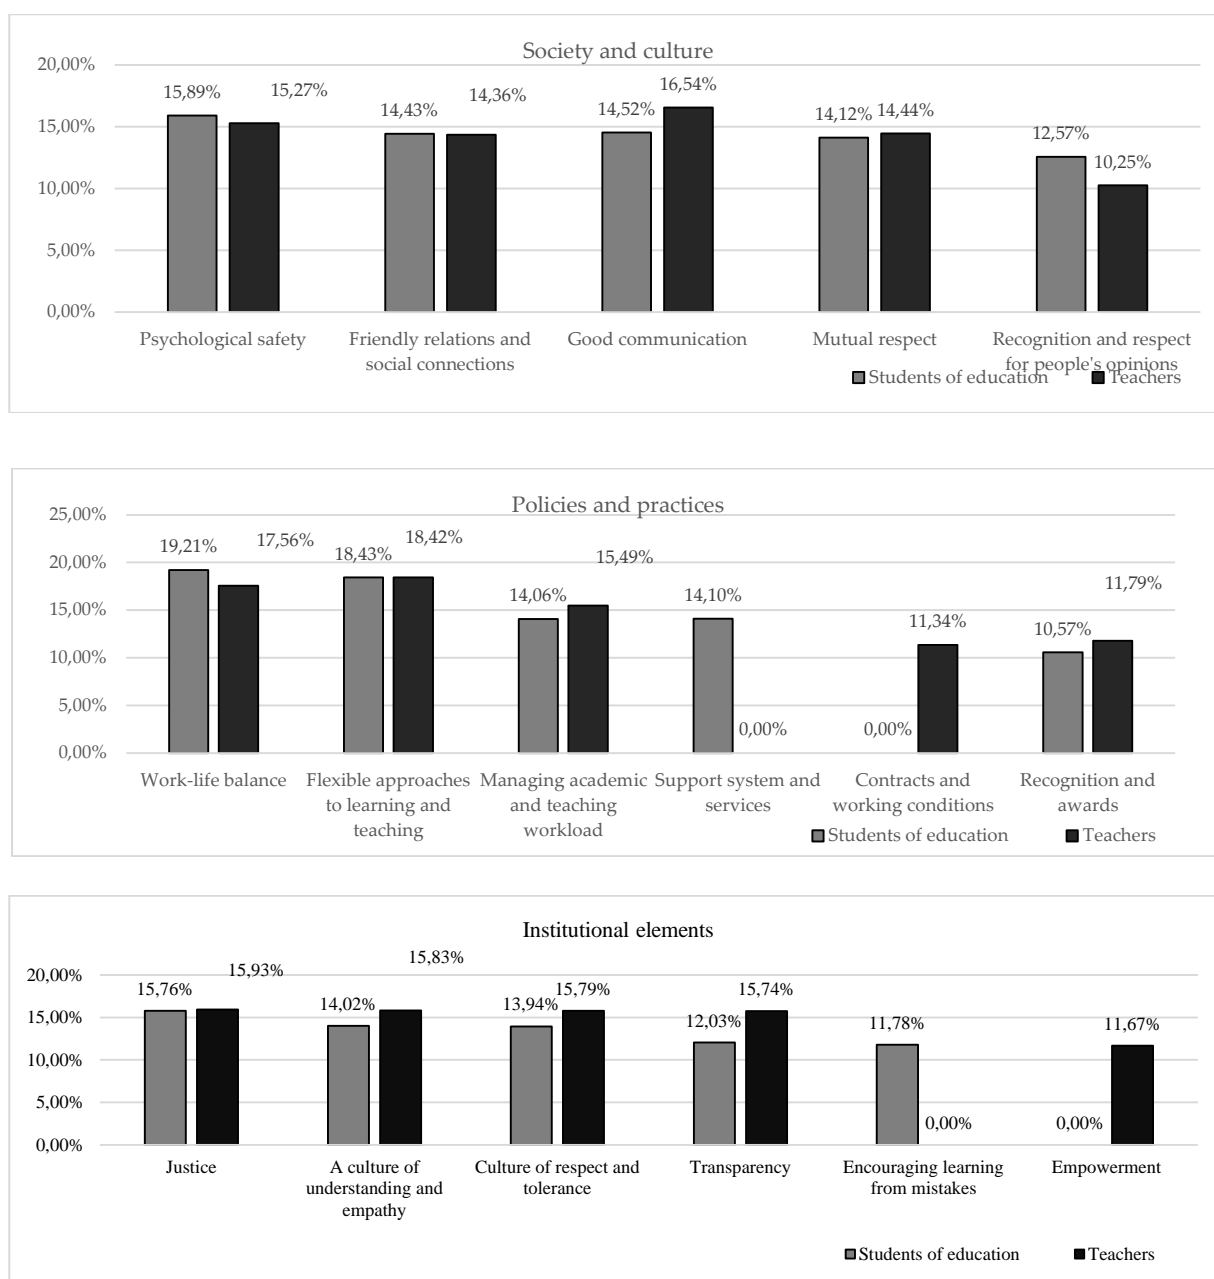 Society and culture
20,00%
15,00%
10,00%
5,00%
0,00%
15,89%
15,27%
14,43%
14,36%
14,52%
16,54%
14,12%
14,44%
12,57%
10,25%
Psychological safety
Friendly relations and
social connections
Good communication
Mutual respect
Recognition and respect
for people's opinions
Students of education
Teachers
Policies and practices
25,00%
20,00%
15,00%
10,00%
5,00%
0,00%
19,21%
17,56%
18,43%
18,42%
14,06%
15,49%
14,10%
0,00%
0,00%
11,34%
10,57%
11,79%
Work-life balance
Flexible approaches
to learning and
teaching
Managing academic
and teaching
workload
Support system and
services
Contracts and
working conditions
Recognition and
awards
Students of education
Teachers
Institutional elements
20,00%
15,00%
10,00%
5,00%
0,00%
15,76%
15,93%
14,02%
15,83%
13,94%
15,79%
12,03%
15,74%
11,78%
0,00%
0,00%
11,67%
Justice
A culture of
understanding and
empathy
Culture of respect and
tolerance
Transparency
Encouraging learning
from mistakes
Empowerment
Students of education
Teachers